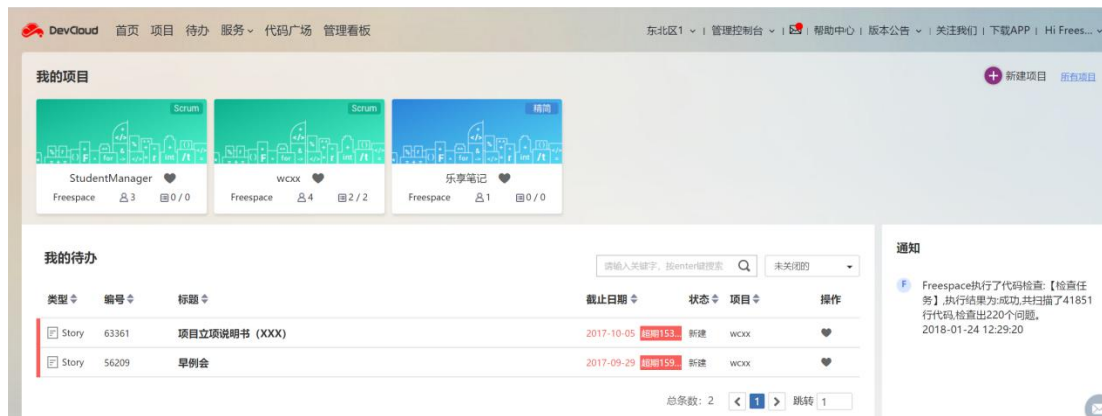 DevCloud 首页 项目 待办 服务 代码广场 管理看板 东北区1 | 管理控制台 | 帮助中心 | 版本公告 | 关注我们 | 下载APP | Hi Frees...
我的项目 新建项目 所有项目
Scrum Scrum 精简
StudentManager wcxx 乐享笔记
Freespace 3 0 / 0 Freespace 4 2 / 2 Freespace 1 0 / 0
我的待办
请输入关键字，按enter键搜索 未关闭的
类型 编号 标题 截止日期 状态 项目 操作
Story 63361 项目立项说明书（XXX） 2017-10-05 超期153... 新建 wcxx
Story 56209 早例会 2017-09-29 超期159... 新建 wcxx
总条数：2 < 1 > 跳转 1
通知
F Freespace执行了代码检查:【检查任
务】,执行结果为:成功,共扫描了41851
行代码,检查出220个问题。
2018-01-24 12:29:20